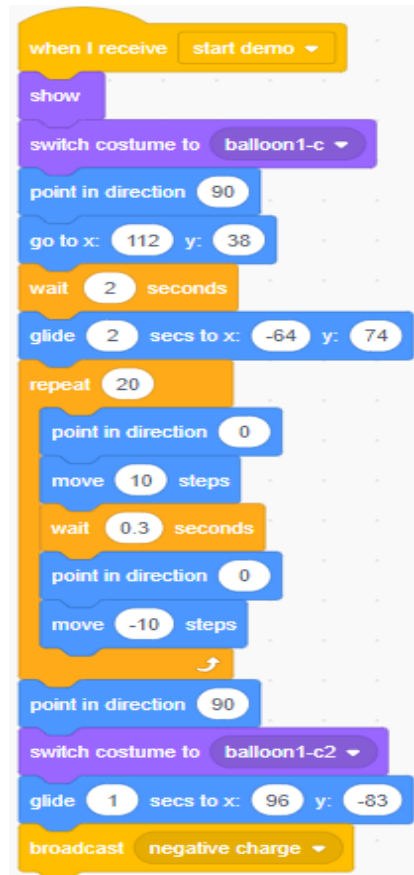 when I receive start demo
show
switch costume to balloon1-c
point in direction 90
go to x: 112 y: 38
wait 2 seconds
glide 2 secs to x: -64 y: 74
repeat 20
point in direction 0
move 10 steps
wait 0.3 seconds
point in direction 0
move -10 steps
point in direction 90
switch costume to balloon1-c2
glide 1 secs to x: 96 y: -83
broadcast negative charge